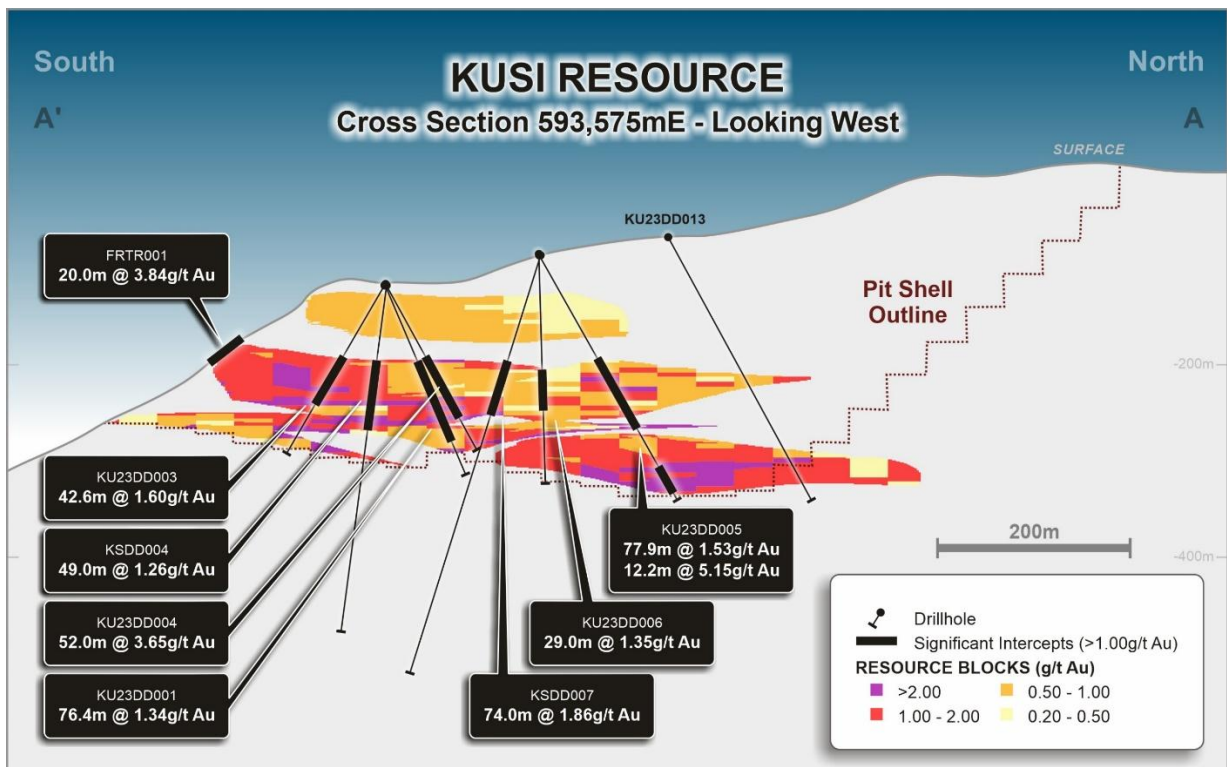 South
North
A'
A
KUSI RESOURCE
Cross Section 593,575mE - Looking West
SURFACE
KU23DD013
FRTR001
20.0m @ 3.84g/t Au
Pit Shell
Outline
-200m
KU23DD003
42.6m @ 1.60g/t Au
KSDD004
49.0m @ 1.26g/t Au
KU23DD004
52.0m @ 3.65g/t Au
KU23DD001
76.4m @ 1.34g/t Au
KSDD007
74.0m @ 1.86g/t Au
KU23DD006
29.0m @ 1.35g/t Au
KU23DD005
77.9m @ 1.53g/t Au
12.2m @ 5.15g/t Au
200m
-400m
Drillhole
Significant Intercepts (>1.00g/t Au)
RESOURCE BLOCKS (g/t Au)
>2.00
0.50 - 1.00
1.00 - 2.00
0.20 - 0.50